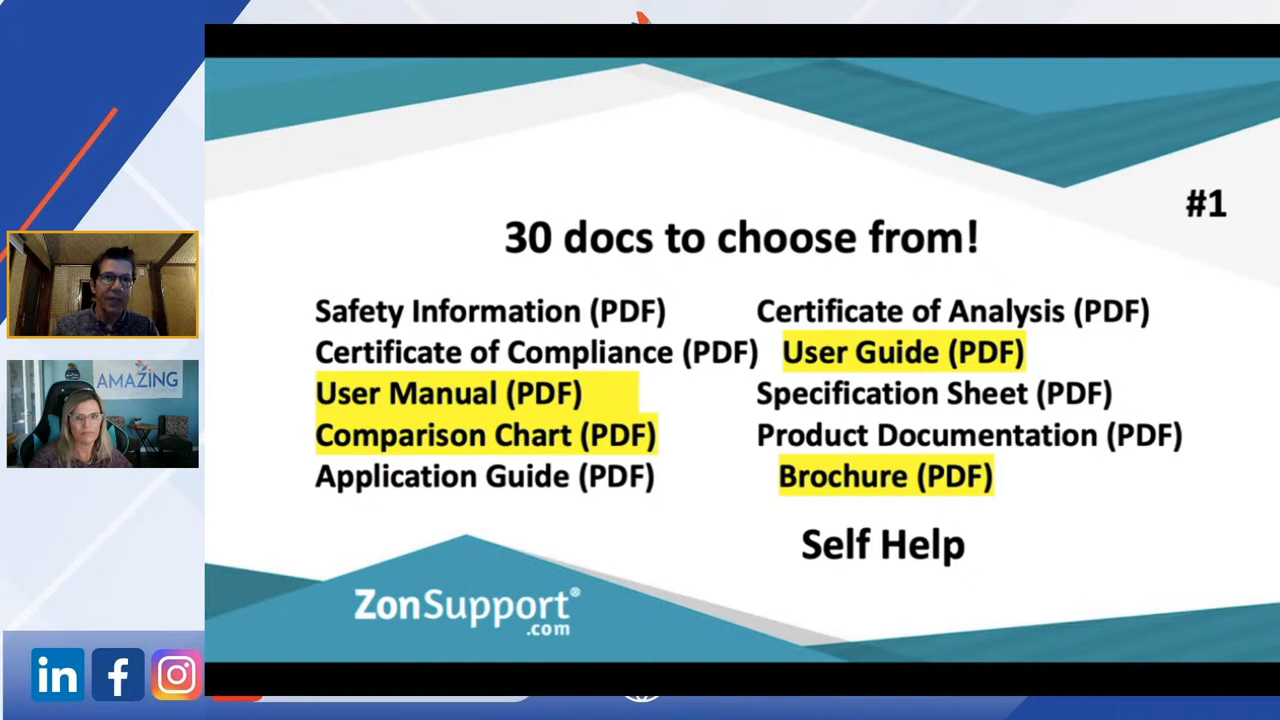 #1
30 docs to choose from!
Safety Information (PDF) Certificate of Analysis (PDF)
Certificate of Compliance (PDF) User Guide (PDF)
User Manual (PDF) Specification Sheet (PDF)
Comparison Chart (PDF) Product Documentation (PDF)
Application Guide (PDF) Brochure (PDF)
Self Help
ZonSupport®
.com
AMAZING
in f